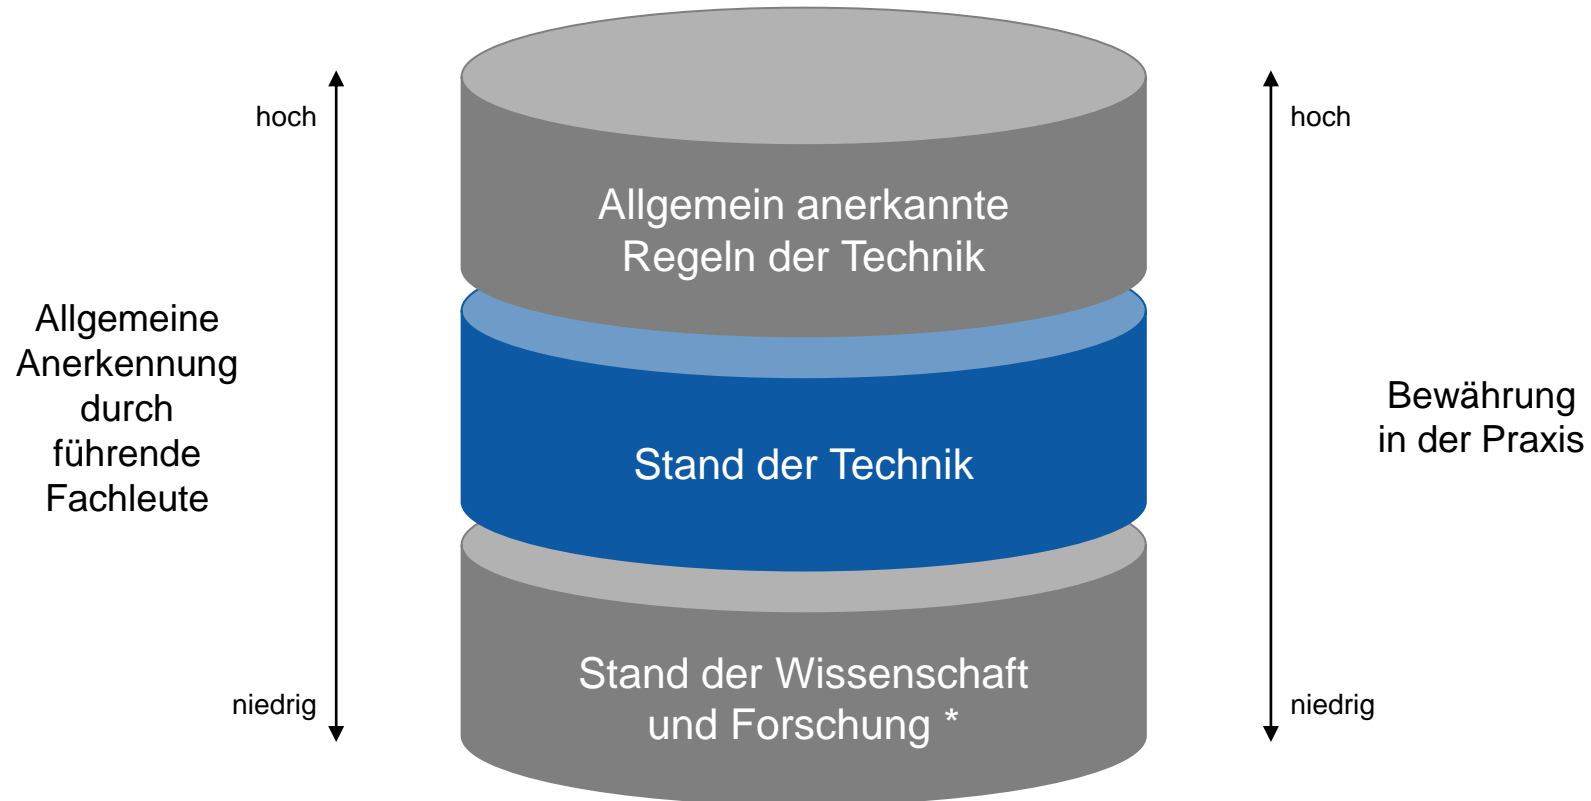 hoch
hoch
Allgemein anerkannte
Regeln der Technik
Allgemeine
Anerkennung
durch
führende
Fachleute
Stand der Technik
Bewährung
in der Praxis
Stand der Wissenschaft
und Forschung *
niedrig
niedrig